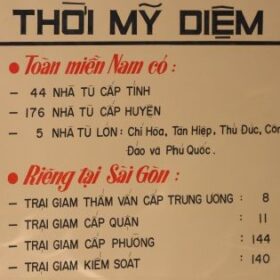 THỜI MỸ DIỆM
• Toàn miền Nam có :
– 44 NHÀ TÙ CẤP TỈNH
– 176 NHÀ TÙ CẤP HUYỆN
– 5 NHÀ TÙ LỚN: Chí Hòa, Tân Hiệp, Thủ Đức, Côn
Đảo và Phú Quốc.
• Riêng tại Sài Gòn :
– TRẠI GIAM THẨM VẤN CẤP TRUNG ƯƠNG : 8
– TRẠI GIAM CẤP QUẬN : 11
– TRẠI GIAM CẤP PHƯỜNG : 144
– TRẠI GIAM KIỂM SOÁT : 140